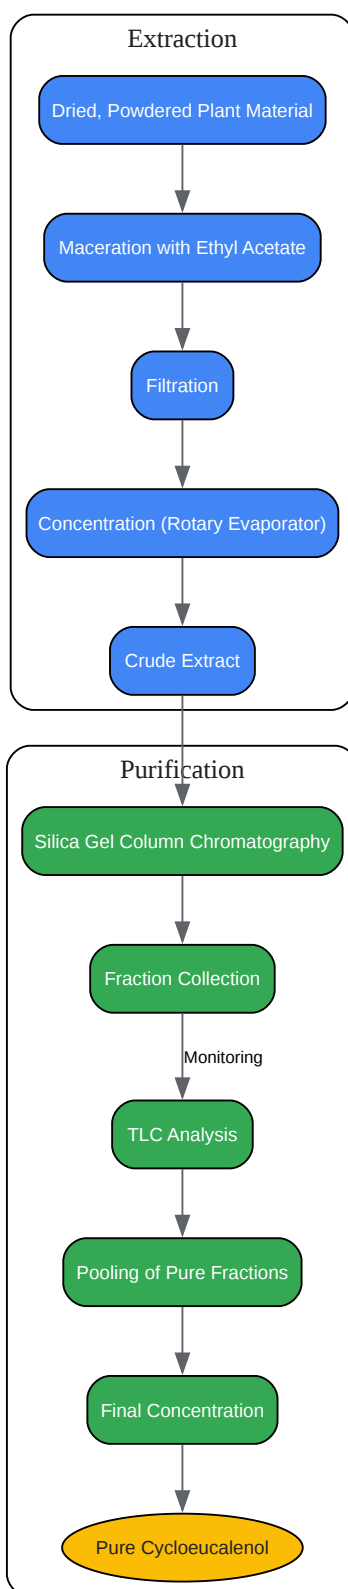 Extraction
Dried, Powdered Plant Material
Maceration with Ethyl Acetate
Filtration
Concentration (Rotary Evaporator)
Crude Extract
Purification
Silica Gel Column Chromatography
Fraction Collection
Monitoring
TLC Analysis
Pooling of Pure Fractions
Final Concentration
Pure Cycloeucalenol